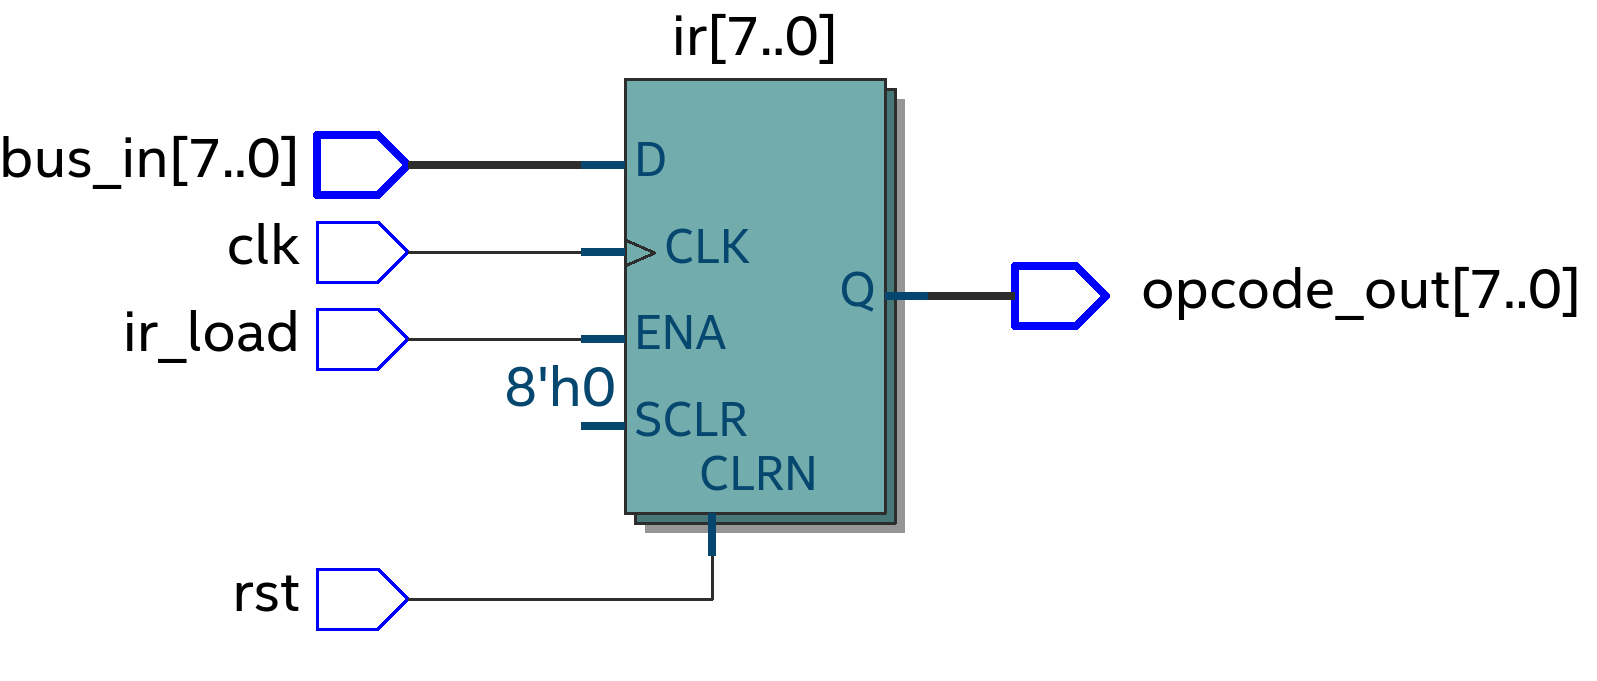 ir[7..0]
bus_in[7..0]
D
clk
CLK
Q
opcode_out[7..0]
ir_load
ENA
8'h0
SCLR
CLRN
rst